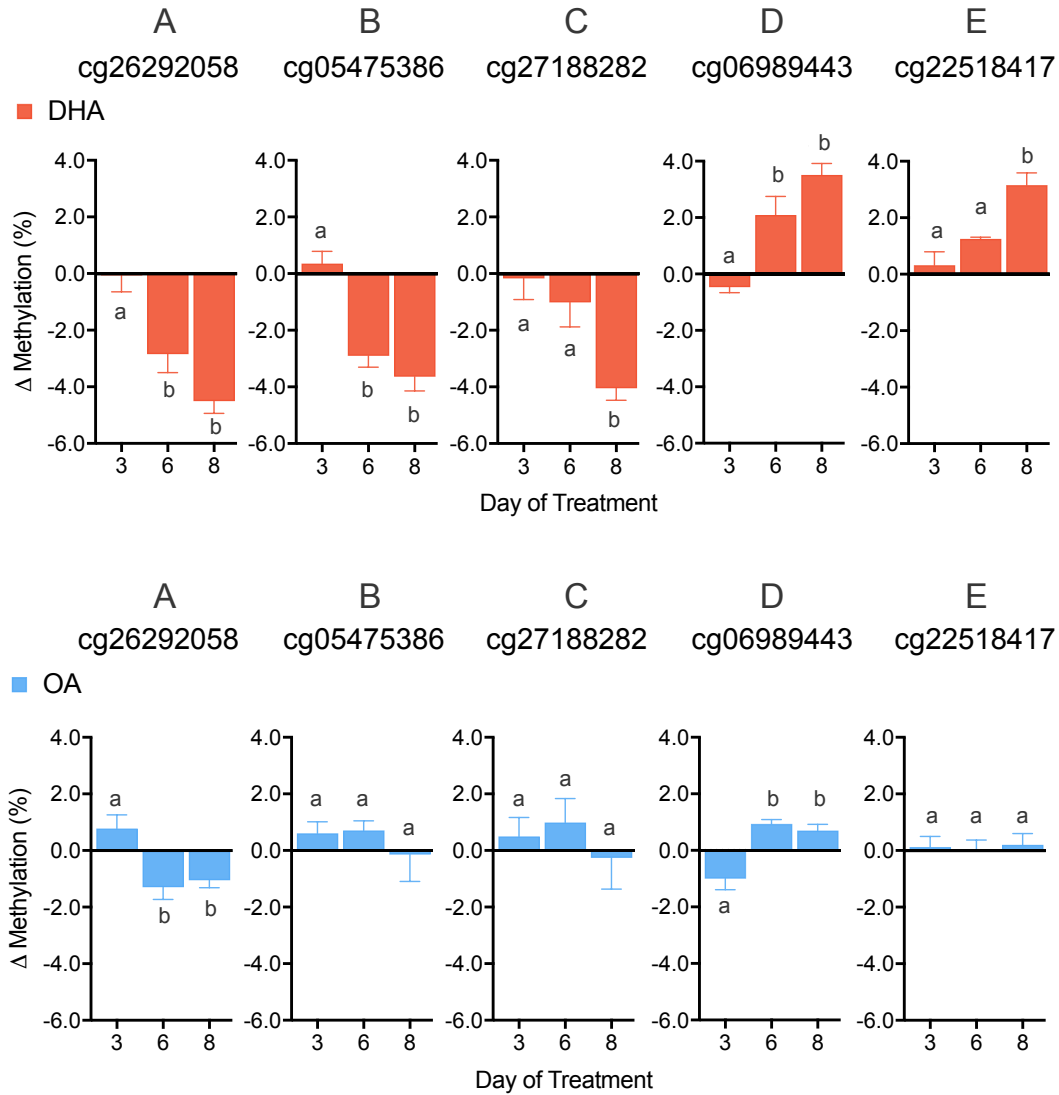 A B C D E
cg26292058 cg05475386 cg27188282 cg06989443 cg22518417
DHA
Δ Methylation (%)
4.0 4.0 4.0 4.0 4.0
2.0 2.0 2.0 2.0 2.0
0.0 0.0 0.0 0.0 0.0
-2.0 -2.0 -2.0 -2.0 -2.0
-4.0 -4.0 -4.0 -4.0 -4.0
-6.0 -6.0 -6.0 -6.0 -6.0
a b b
a b b
a a b
a b b
a a b
3 6 8 3 6 8 3 6 8 3 6 8 3 6 8
Day of Treatment
A B C D E
cg26292058 cg05475386 cg27188282 cg06989443 cg22518417
OA
Δ Methylation (%)
4.0 4.0 4.0 4.0 4.0
2.0 2.0 2.0 2.0 2.0
0.0 0.0 0.0 0.0 0.0
-2.0 -2.0 -2.0 -2.0 -2.0
-4.0 -4.0 -4.0 -4.0 -4.0
-6.0 -6.0 -6.0 -6.0 -6.0
a b b
a a a
a a a
a b b
a a a
3 6 8 3 6 8 3 6 8 3 6 8 3 6 8
Day of Treatment